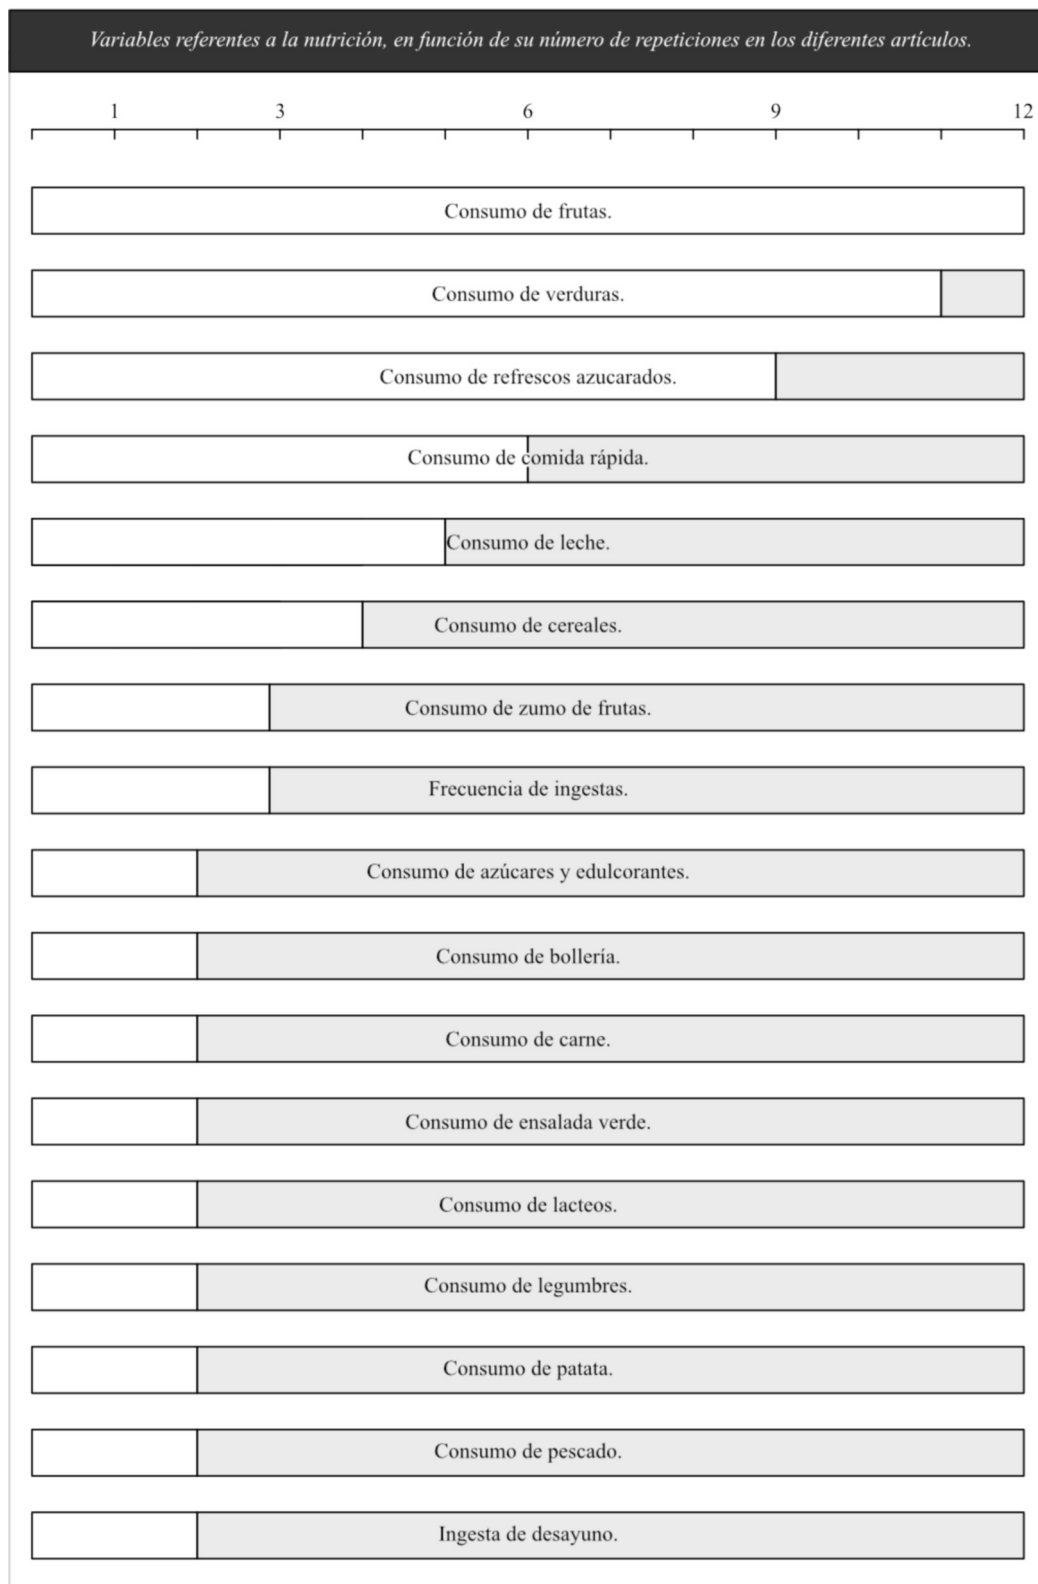 Variables referentes a la nutrición, en función de su número de repeticiones en los diferentes artículos.
1 3 6 9 12
Consumo de frutas.
Consumo de verduras.
Consumo de refrescos azucarados.
Consumo de comida rápida.
Consumo de leche.
Consumo de cereales.
Consumo de zumo de frutas.
Frecuencia de ingestas.
Consumo de azúcares y edulcorantes.
Consumo de bollería.
Consumo de carne.
Consumo de ensalada verde.
Consumo de lacteos.
Consumo de legumbres.
Consumo de patata.
Consumo de pescado.
Ingesta de desayuno.